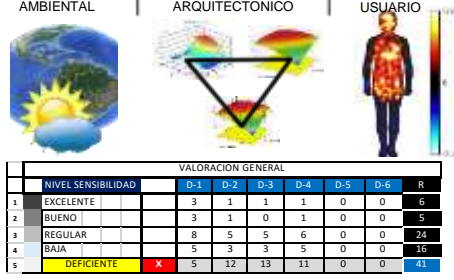 AMBIENTAL | ARQUITECTONICO | USUARIO
VALORACION GENERAL
NIVEL SENSIBILIDAD D-1 D-2 D-3 D-4 D-5 D-6 R
1 EXCELENTE 3 1 1 1 0 0 6
2 BUENO 3 1 0 1 0 0 5
3 REGULAR 8 5 5 6 0 0 24
4 BAJA 5 3 3 5 0 0 16
5 DEFICIENTE X 5 12 13 11 0 0 41